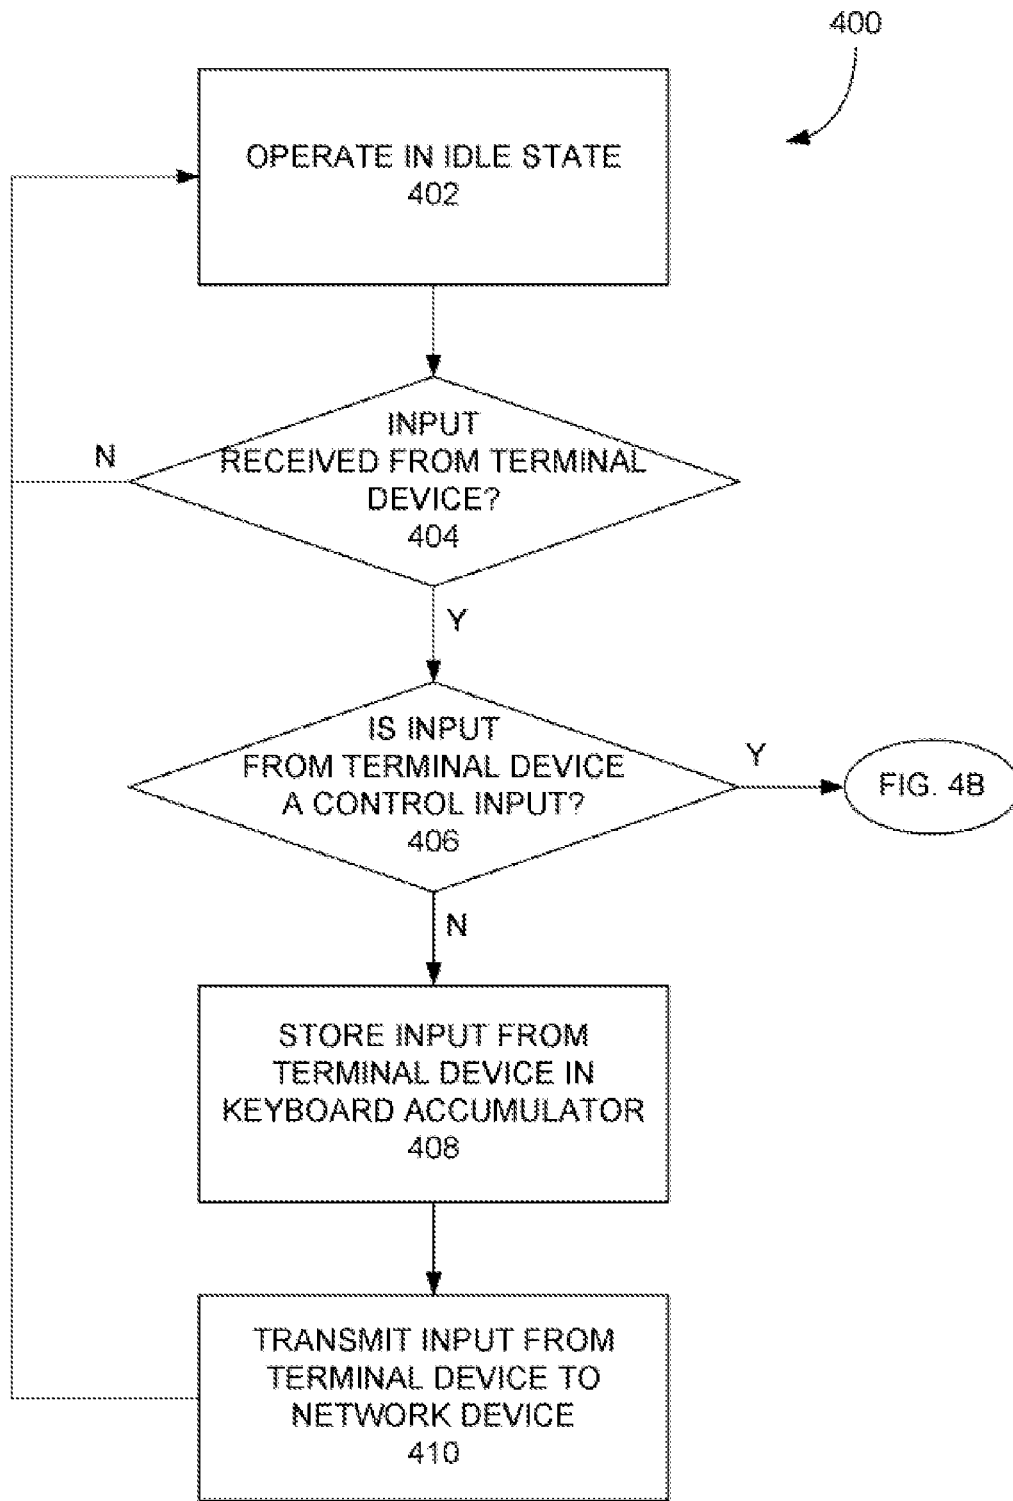 400
OPERATE IN IDLE STATE
402
INPUT
RECEIVED FROM TERMINAL
DEVICE?
404
N
Y
IS INPUT
FROM TERMINAL DEVICE
A CONTROL INPUT?
406
Y
FIG. 4B
N
STORE INPUT FROM
TERMINAL DEVICE IN
KEYBOARD ACCUMULATOR
408
TRANSMIT INPUT FROM
TERMINAL DEVICE TO
NETWORK DEVICE
410